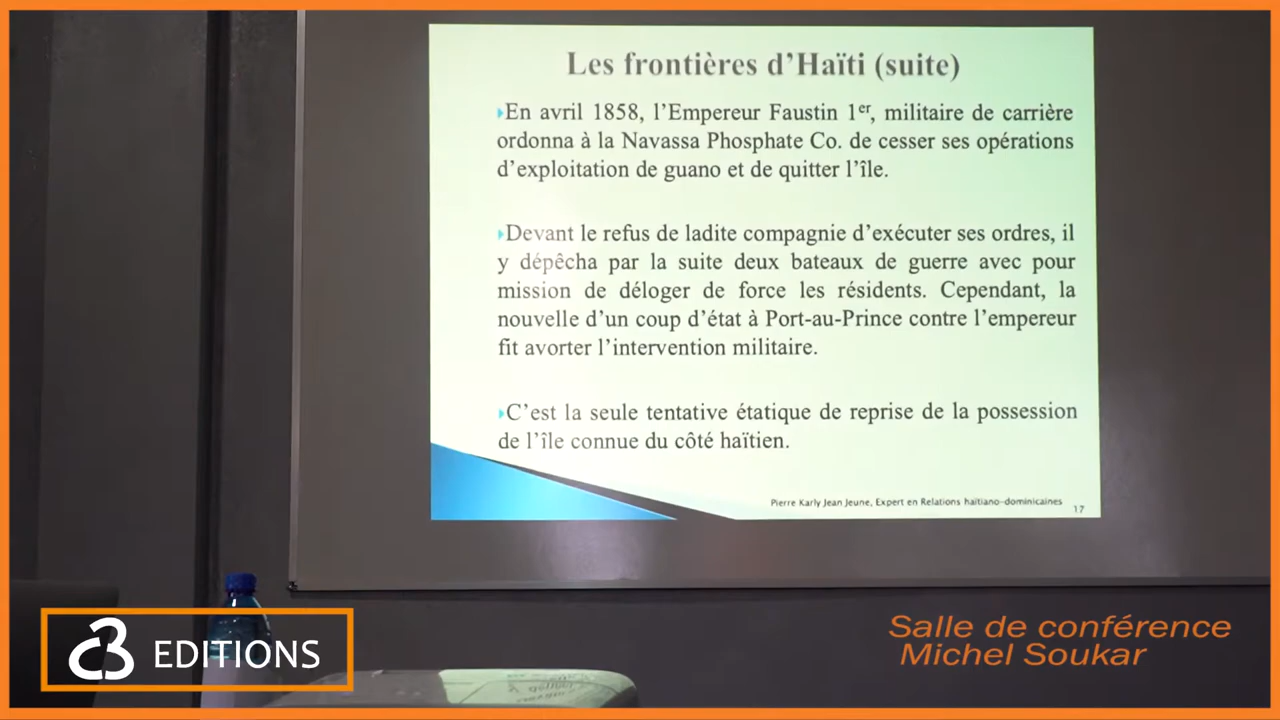 Les frontières d'Haïti (suite)
En avril 1858, l'Empereur Faustin 1er, militaire de carrière
ordonna à la Navassa Phosphate Co. de cesser ses opérations
d'exploitation de guano et de quitter l'île.
Devant le refus de ladite compagnie d'exécuter ses ordres, il
y dépêcha par la suite deux bateaux de guerre avec pour
mission de déloger de force les résidents. Cependant, la
nouvelle d'un coup d'état à Port-au-Prince contre l'empereur
fit avorter l'intervention militaire.
C'est la seule tentative étatique de reprise de la possession
de l'île connue du côté haïtien.
Pierre Karly Jean Jeune, Expert en Relations haïtiano-dominicaines
17
EDITIONS
Salle de conférence
Michel Soukar